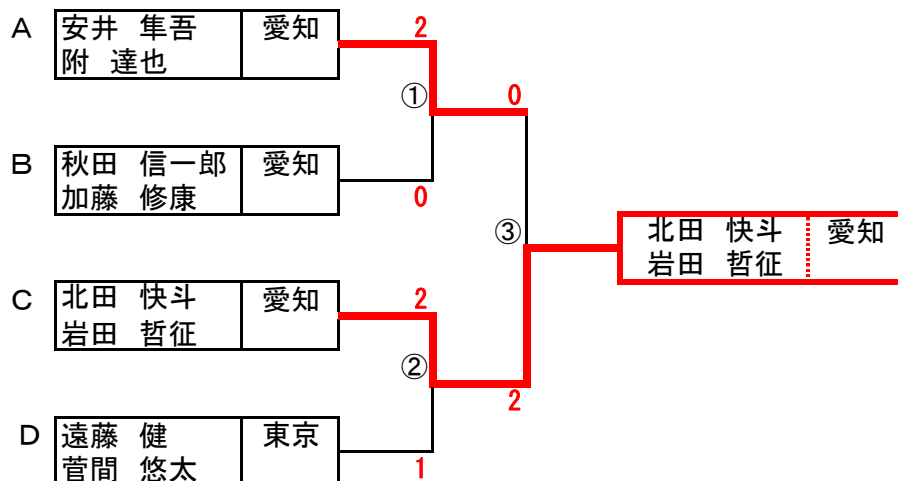 A 安井 隼吾 愛知 2
附 達也
① 0
B 秋田 信一郎 愛知
加藤 修康 0
③ 北田 快斗 愛知
岩田 哲征
C 北田 快斗 愛知 2
岩田 哲征
② 2
D 遠藤 健 東京
菅間 悠太 1